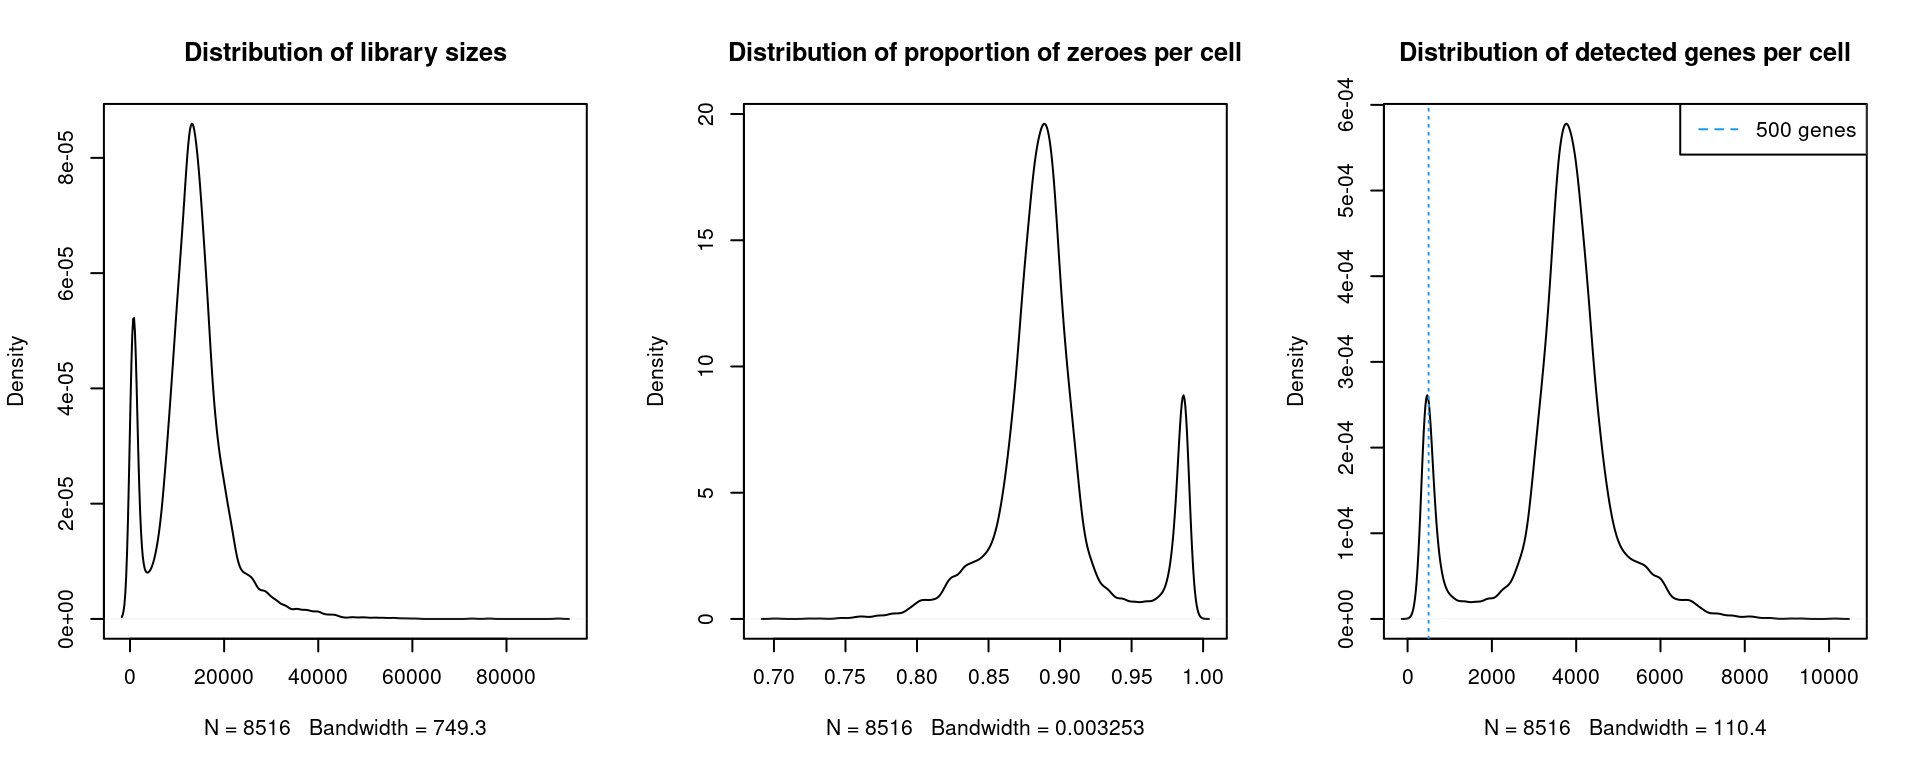 Distribution of library sizes
Density
0e+00 2e-05 4e-05 6e-05 8e-05
0 20000 40000 60000 80000
N = 8516 Bandwidth = 749.3
Distribution of proportion of zeroes per cell
Density
0 5 10 15 20
0.70 0.75 0.80 0.85 0.90 0.95 1.00
N = 8516 Bandwidth = 0.003253
Distribution of detected genes per cell
500 genes
Density
0e+00 1e-04 2e-04 3e-04 4e-04 5e-04 6e-04
0 2000 4000 6000 8000 10000
N = 8516 Bandwidth = 110.4